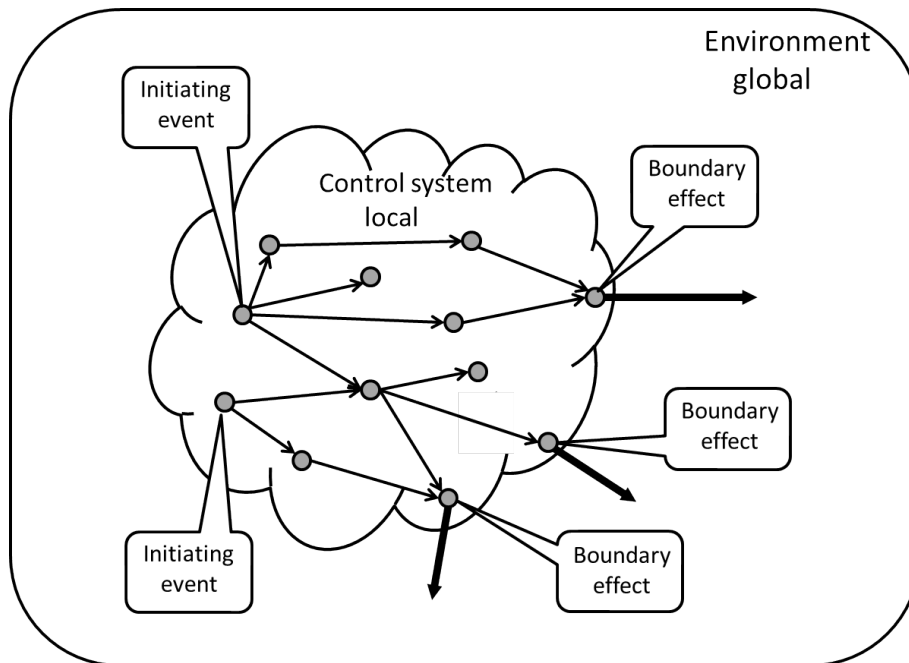 Environment
global
Initiating
event
Control system
local
Boundary
effect
Boundary
effect
Initiating
event
Boundary
effect